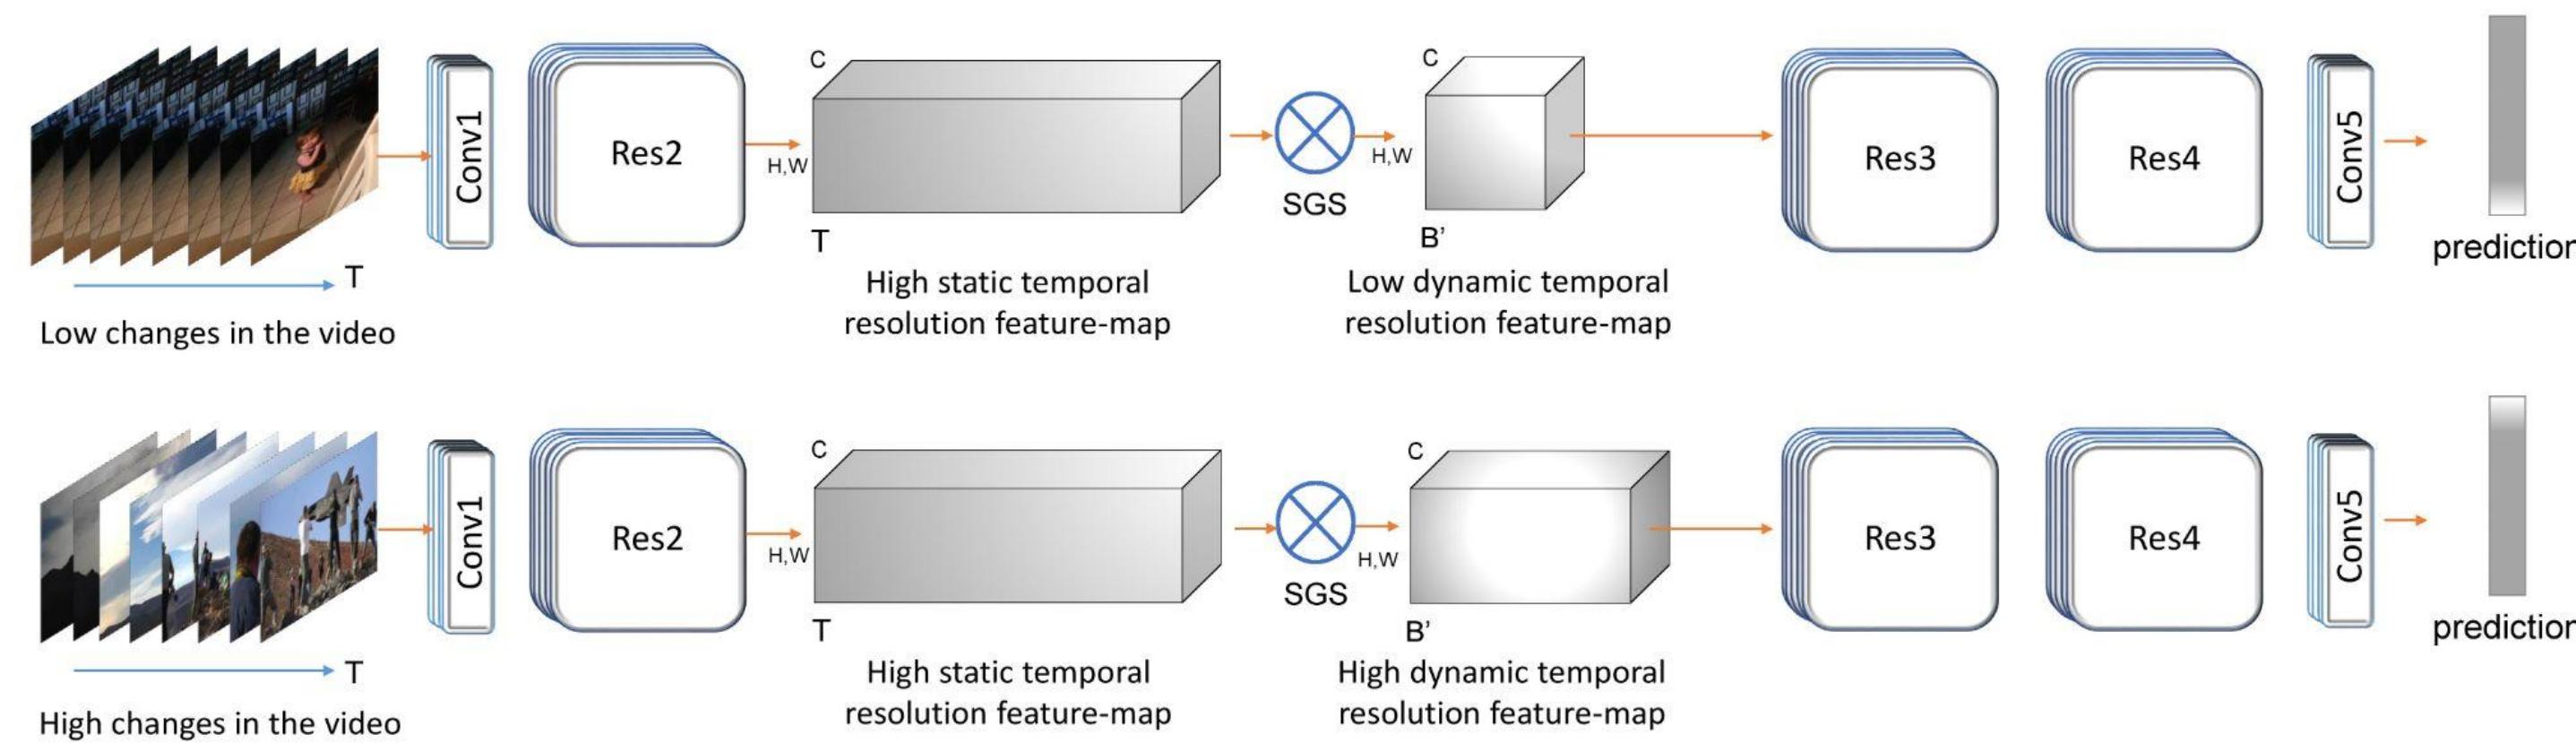 C
Conv1
Res2
H,W
T
SGS
C
H,W
B’
Res3
Res4
Conv5
prediction
T
Low changes in the video
High static temporal
resolution feature-map
Low dynamic temporal
resolution feature-map
C
Conv1
Res2
H,W
T
SGS
C
H,W
B’
Res3
Res4
Conv5
prediction
T
High changes in the video
High static temporal
resolution feature-map
High dynamic temporal
resolution feature-map